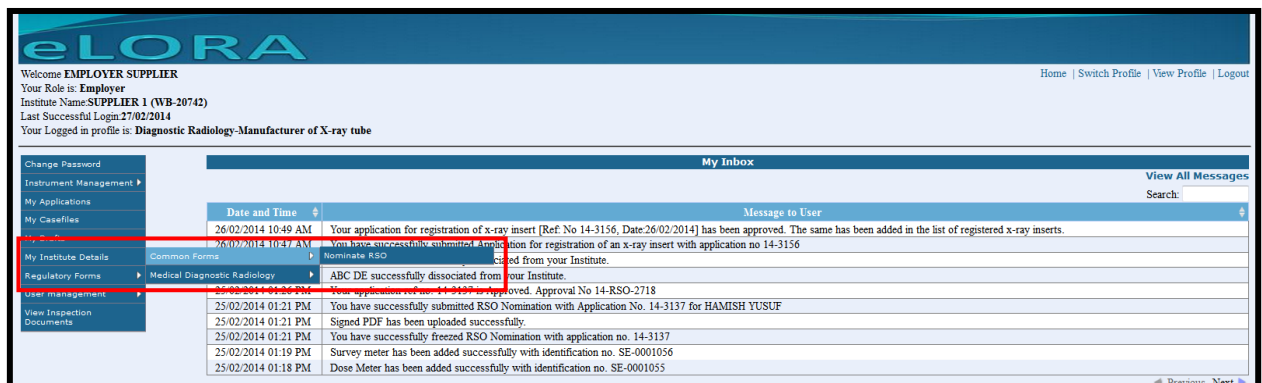 eLORA
Welcome EMPLOYER SUPPLIER
Home | Switch Profile | View Profile | Logout
Your Role is: Employer
Institute Name:SUPPLIER 1 (WB-20742)
Last Successful Login:27/02/2014
Your Logged in profile is: Diagnostic Radiology-Manufacturer of X-ray tube
Change Password
Instrument Management
My Applications
My Casefiles
My Institute Details
Regulatory Forms
User management
View Inspection
Documents
Common Forms
Medical Diagnostic Radiology
Nominate RSO
My Inbox
View All Messages
Search:
Date and Time Message to User
26/02/2014 10:49 AM Your application for registration of x-ray insert [Ref: No 14-3156, Date:26/02/2014] has been approved. The same has been added in the list of registered x-ray inserts.
26/02/2014 10:47 AM You have successfully submitted Application for registration of an x-ray insert with application no 14-3156
ciated from your Institute.
ABC DE successfully dissociated from your Institute.
25/02/2014 01:26 PM Your application ref no. 14-3137 is Approved. Approval No 14-RSO-2718
25/02/2014 01:21 PM You have successfully submitted RSO Nomination with Application No. 14-3137 for HAMISH YUSUF
25/02/2014 01:21 PM Signed PDF has been uploaded successfully.
25/02/2014 01:21 PM You have successfully freezed RSO Nomination with application no. 14-3137
25/02/2014 01:19 PM Survey meter has been added successfully with identification no. SE-0001056
25/02/2014 01:18 PM Dose Meter has been added successfully with identification no. SE-0001055
Previous Next